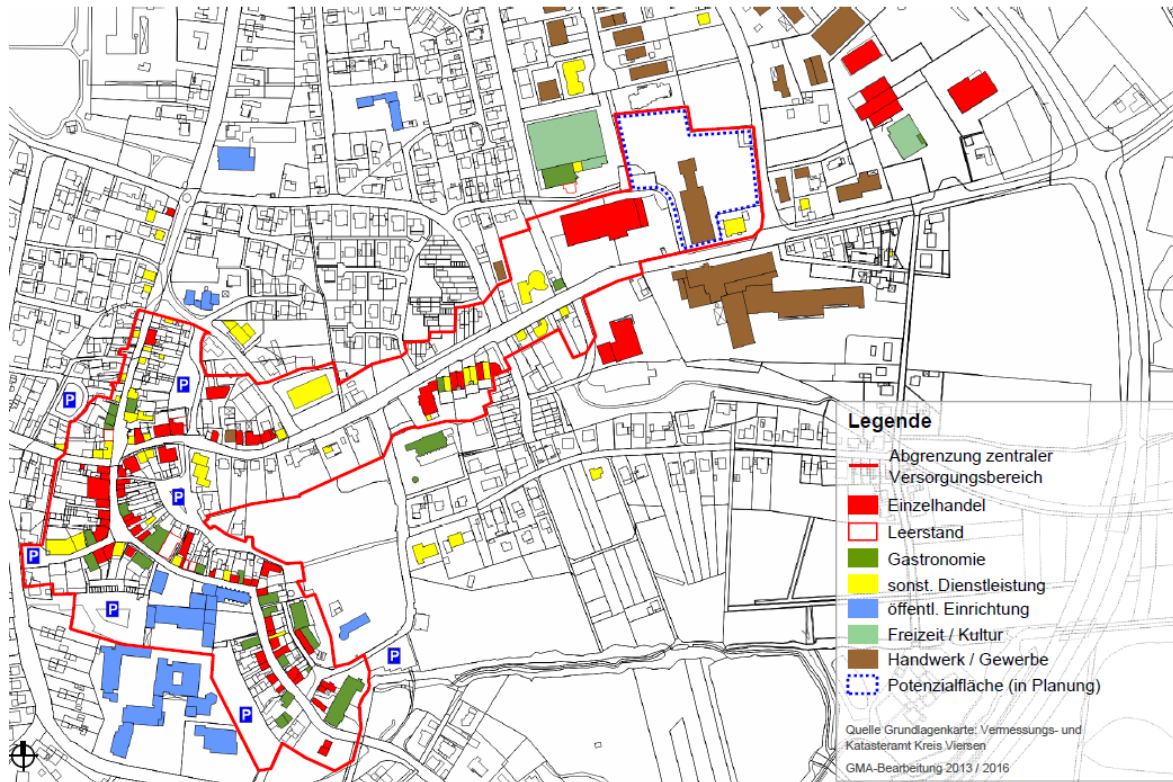 P
P
P
P
P
P
P
Legende
Abgrenzung zentraler
Versorgungsbereich
Einzelhandel
Leerstand
Gastronomie
sonst. Dienstleistung
öffentl. Einrichtung
Freizeit / Kultur
Handwerk / Gewerbe
Potenzialfläche (in Planung)
Quelle Grundlagenkarte: Vermessungs- und
Katasteramt Kreis Viersen
GMA-Bearbeitung 2013 / 2016